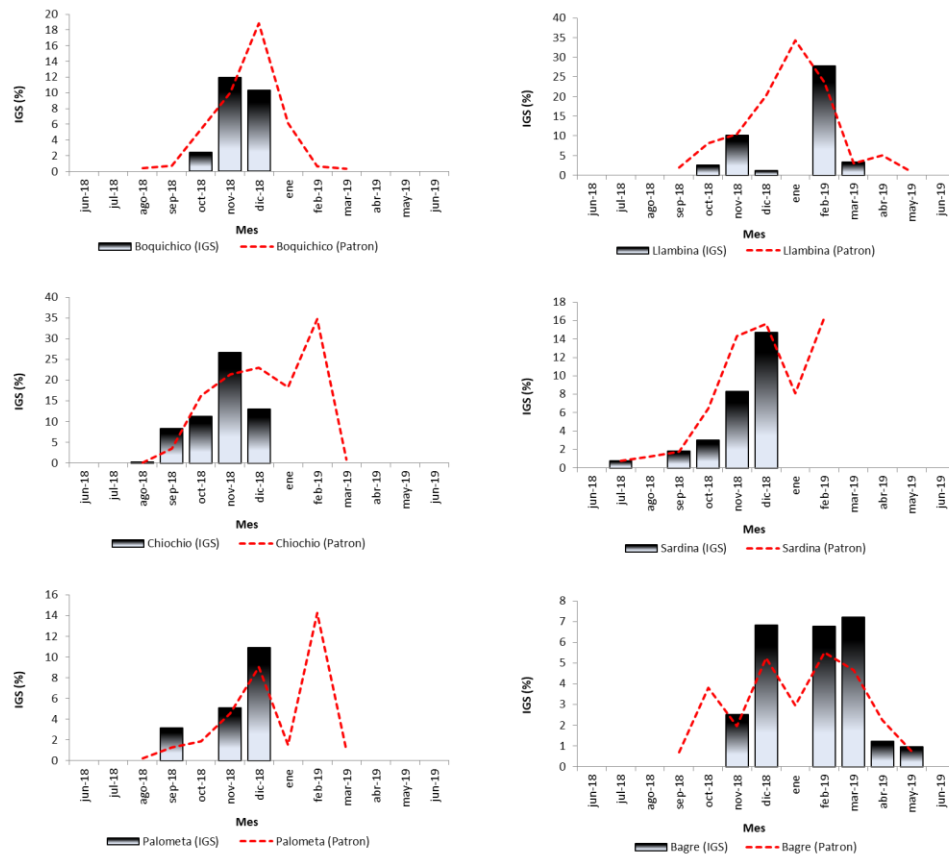 20
18
16
14
12
10
8
6
4
2
0
IGS (%)
jun-18 jul-18 ago-18 sep-18 oct-18 nov-18 dic-18 ene feb-19 mar-19 abr-19 may-19 jun-19
Mes
Boquichico (IGS) Boquichico (Patron)
40
35
30
25
20
15
10
5
0
IGS (%)
jun-18 jul-18 ago-18 sep-18 oct-18 nov-18 dic-18 ene feb-19 mar-19 abr-19 may-19 jun-19
Mes
Llambina (IGS) Llambina (Patron)
40
35
30
25
20
15
10
5
0
IGS (%)
jun-18 jul-18 ago-18 sep-18 oct-18 nov-18 dic-18 ene feb-19 mar-19 abr-19 may-19 jun-19
Mes
Chiochio (IGS) Chiochio (Patron)
18
16
14
12
10
8
6
4
2
0
IGS (%)
jun-18 jul-18 ago-18 sep-18 oct-18 nov-18 dic-18 ene feb-19 mar-19 abr-19 may-19 jun-19
Mes
Sardina (IGS) Sardina (Patron)
16
14
12
10
8
6
4
2
0
IGS (%)
jun-18 jul-18 ago-18 sep-18 oct-18 nov-18 dic-18 ene feb-19 mar-19 abr-19 may-19 jun-19
Mes
Palometa (IGS) Palometa (Patron)
8
7
6
5
4
3
2
1
0
IGS (%)
jun-18 jul-18 ago-18 sep-18 oct-18 nov-18 dic-18 ene feb-19 mar-19 abr-19 may-19 jun-19
Mes
Bagre (IGS) Bagre (Patron)